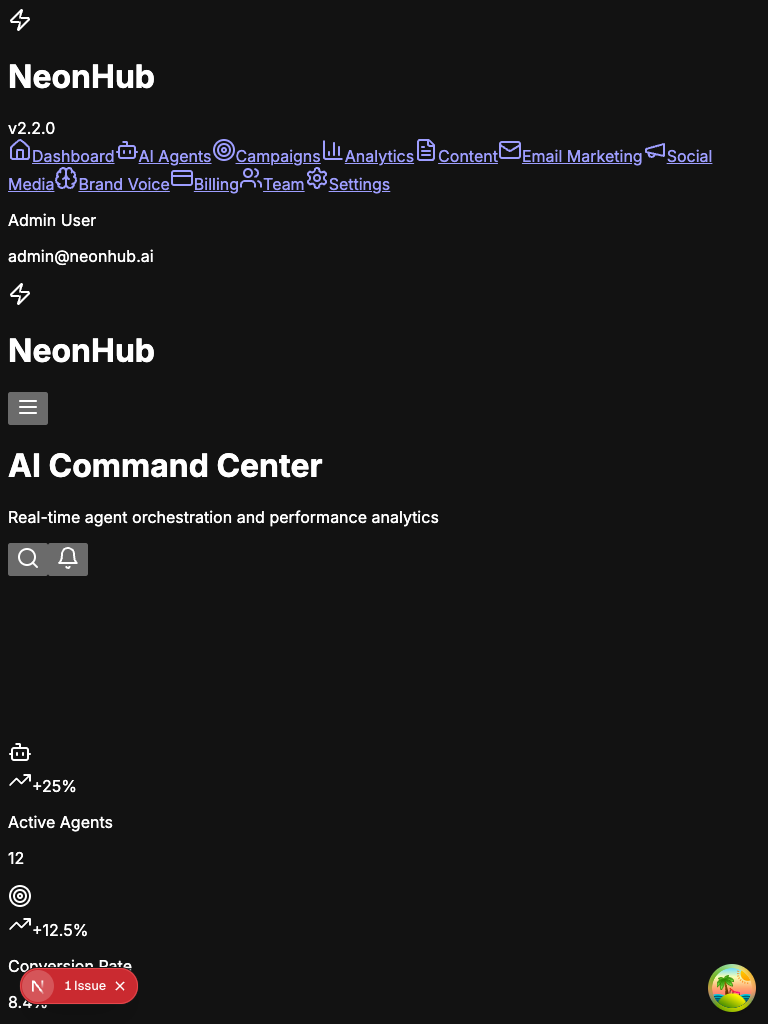 NeonHub
v2.2.0
Dashboard AI Agents Campaigns Analytics Content Email Marketing Social
Media Brand Voice Billing Team Settings
Admin User
admin@neonhub.ai
NeonHub
AI Command Center
Real-time agent orchestration and performance analytics
+25%
Active Agents
12
+12.5%
Conversion Rate
8.4%
N 1 Issue